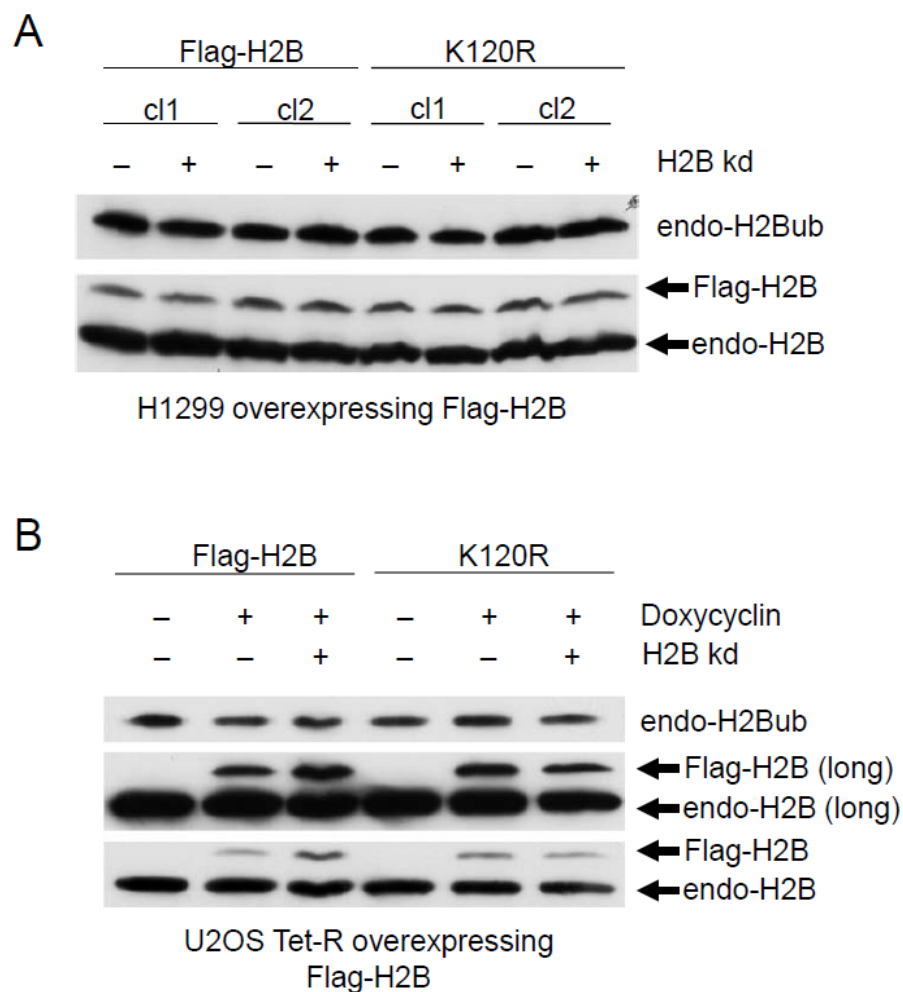 A
Flag-H2B K120R
cl1 cl2 cl1 cl2
– + – + – + – + H2B kd
endo-H2Bub
Flag-H2B
endo-H2B
H1299 overexpressing Flag-H2B
B
Flag-H2B K120R
– + + – + + Doxycyclin
– – + – – + H2B kd
endo-H2Bub
Flag-H2B (long)
endo-H2B (long)
Flag-H2B
endo-H2B
U2OS Tet-R overexpressing
Flag-H2B